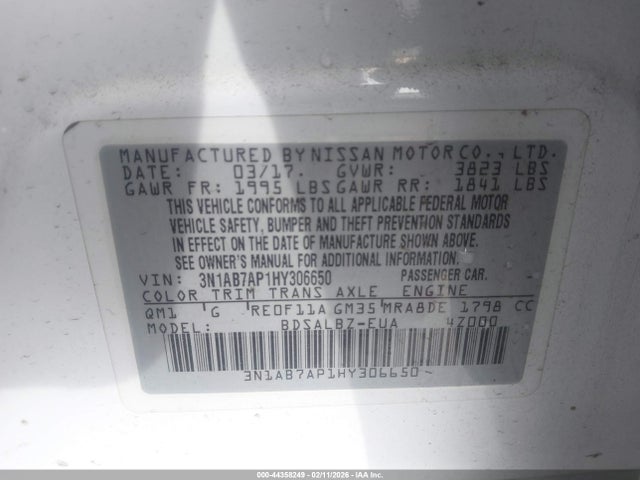 MANUFACTURED BY NISSAN MOTOR CO., LTD.
DATE: 03/17. GVWR: 3823 LBS
GAWR FR: 1995 LBS GAWR RR: 1841 LBS
THIS VEHICLE CONFORMS TO ALL APPLICABLE FEDERAL MOTOR
VEHICLE SAFETY, BUMPER AND THEFT PREVENTION STANDARDS
IN EFFECT ON THE DATE OF MANUFACTURE SHOWN ABOVE.
SEE OWNER'S MANUAL FOR ADDITIONAL INFORMATION.
VIN: 3N1AB7AP1HY306650 PASSENGER CAR.
COLOR TRIM TRANS AXLE ENGINE
QM1 G RE0F11A GM35 MRA8DE 1798 CC
MODEL: BDSALBZ-EUA 4Z000
3N1AB7AP1HY306650
000-44358249 - 02/11/2026 - IAAI.COM